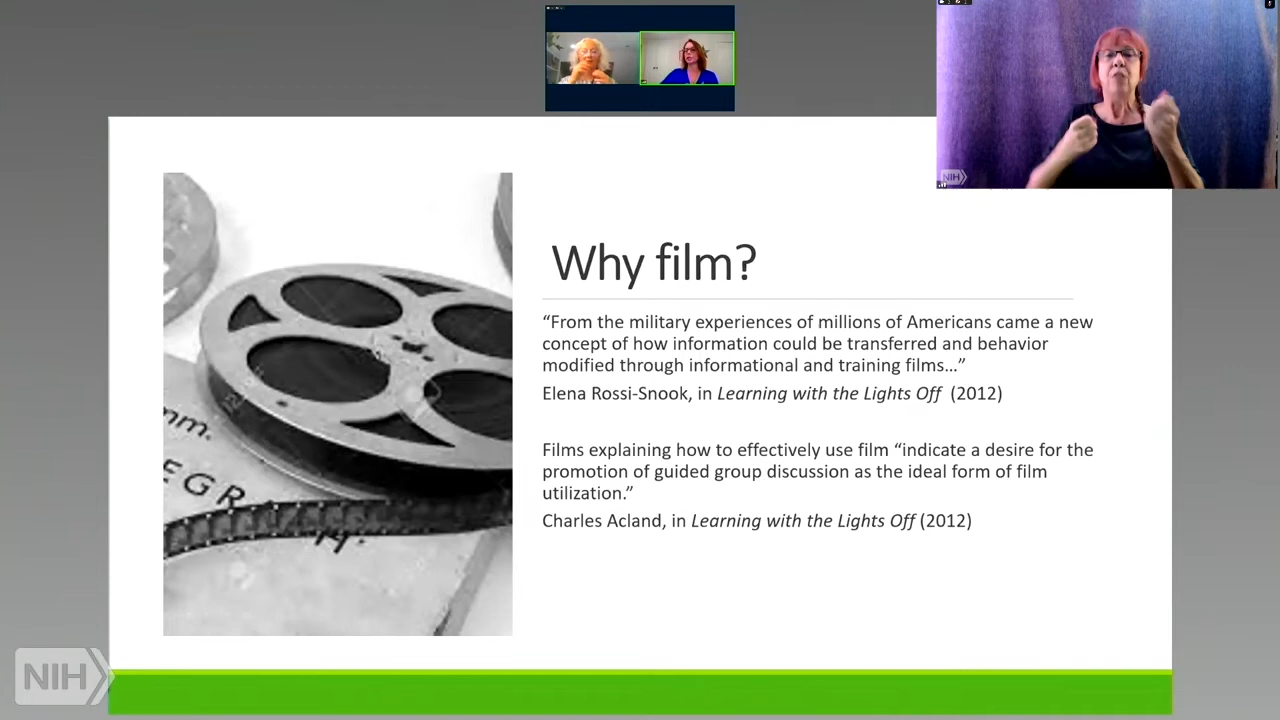 NIH
Why film?
“From the military experiences of millions of Americans came a new
concept of how information could be transferred and behavior
modified through informational and training films…”
Elena Rossi-Snook, in Learning with the Lights Off (2012)
Films explaining how to effectively use film “indicate a desire for the
promotion of guided group discussion as the ideal form of film
utilization.”
Charles Acland, in Learning with the Lights Off (2012)
mm.
NIH